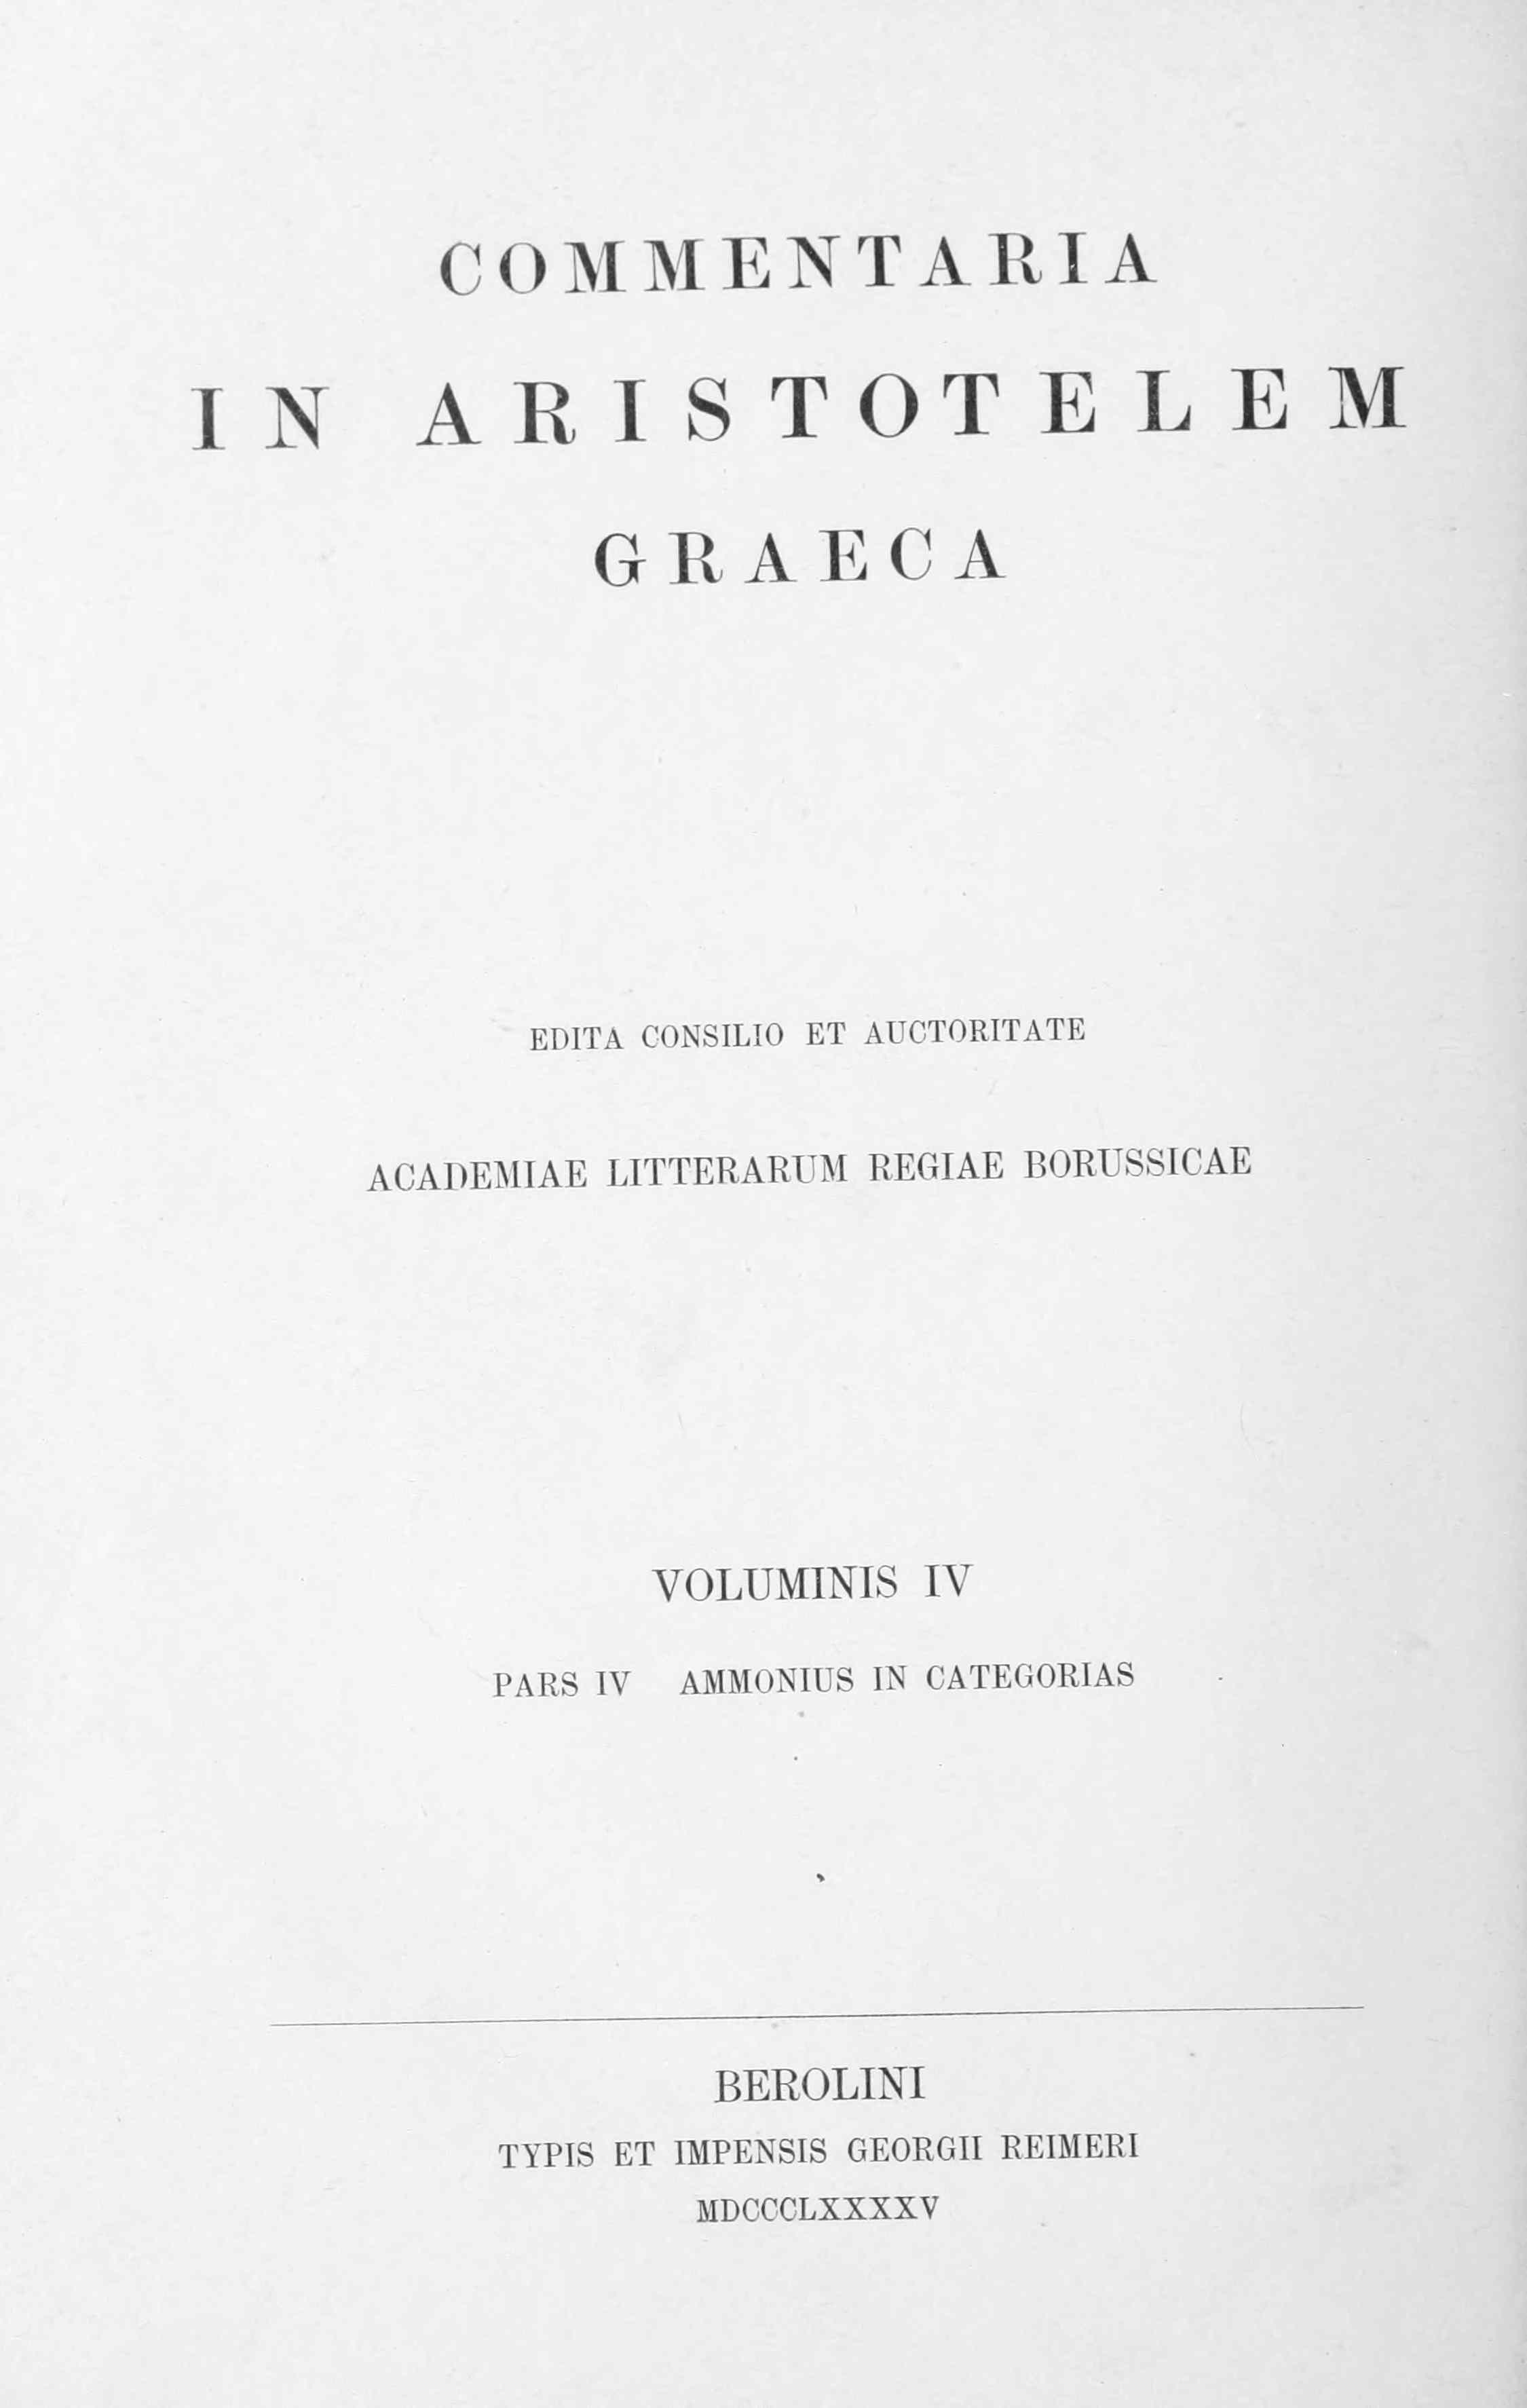 COMMENTARIA
IN ARISTOTELEM
GRAECA
EDITA CONSILIO ET AUCTORITATE
ACADEMIAE LITTERARUM REGIAE BORUSSICAE
VOLUMINIS IV
PARS IV AMMONIUS IN CATEGORIAS
BEROLINI
TYPIS ET IMPENSIS GEORGII REIMERI
MDCCCLXXXXV